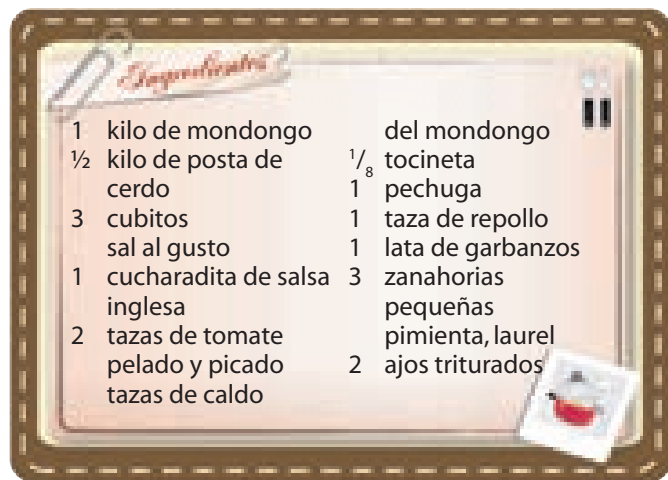 Ingredientes
1 kilo de mondongo
½ kilo de posta de
cerdo
3 cubitos
sal al gusto
1 cucharadita de salsa
inglesa
2 tazas de tomate
pelado y picado
tazas de caldo
del mondongo
1/8 tocineta
1 pechuga
1 taza de repollo
1 lata de garbanzos
3 zanahorias
pequeñas
pimienta, laurel
2 ajos triturados